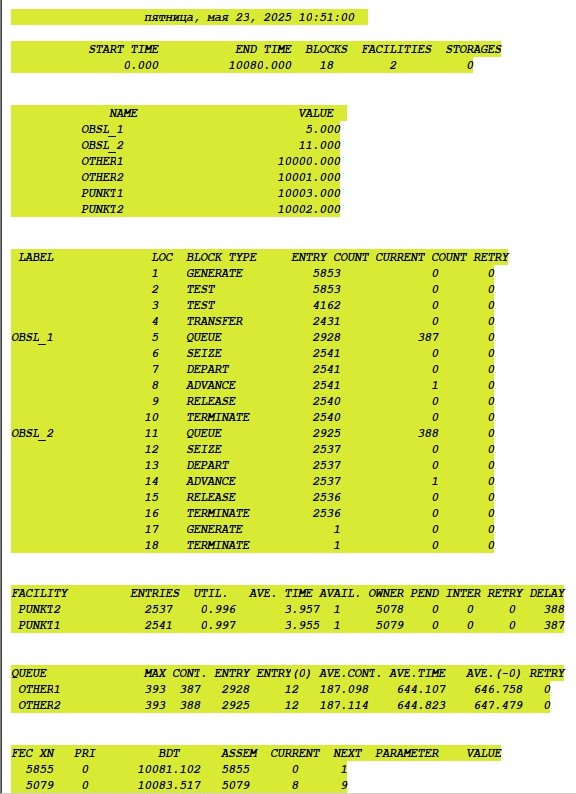 пятница, мая 23, 2025 10:51:00
START TIME END TIME BLOCKS FACILITIES STORAGES
0.000 10080.000 18 2 0
NAME VALUE
OBSL_1 5.000
OBSL_2 11.000
OTHER1 10000.000
OTHER2 10001.000
PUNKT1 10003.000
PUNKT2 10002.000
LABEL LOC BLOCK TYPE ENTRY COUNT CURRENT COUNT RETRY
1 GENERATE 5853 0 0
2 TEST 5853 0 0
3 TEST 4162 0 0
4 TRANSFER 2431 0 0
OBSL_1 5 QUEUE 2928 387 0
6 SEIZE 2541 0 0
7 DEPART 2541 0 0
8 ADVANCE 2541 1 0
9 RELEASE 2540 0 0
10 TERMINATE 2540 0 0
OBSL_2 11 QUEUE 2925 388 0
12 SEIZE 2537 0 0
13 DEPART 2537 0 0
14 ADVANCE 2537 1 0
15 RELEASE 2536 0 0
16 TERMINATE 2536 0 0
17 GENERATE 1 0 0
18 TERMINATE 1 0 0
FACILITY ENTRIES UTIL. AVE. TIME AVAIL. OWNER PEND INTER RETRY DELAY
PUNKT2 2537 0.996 3.957 1 5078 0 0 0 388
PUNKT1 2541 0.997 3.955 1 5079 0 0 0 387
QUEUE MAX CONT. ENTRY ENTRY(0) AVE.CONT. AVE.TIME AVE.(-0) RETRY
OTHER1 393 387 2928 12 187.098 644.107 646.758 0
OTHER2 393 388 2925 12 187.114 644.823 647.479 0
FEC XN PRI BDT ASSEM CURRENT NEXT PARAMETER VALUE
5855 0 10081.102 5855 0 1
5079 0 10083.517 5079 8 9